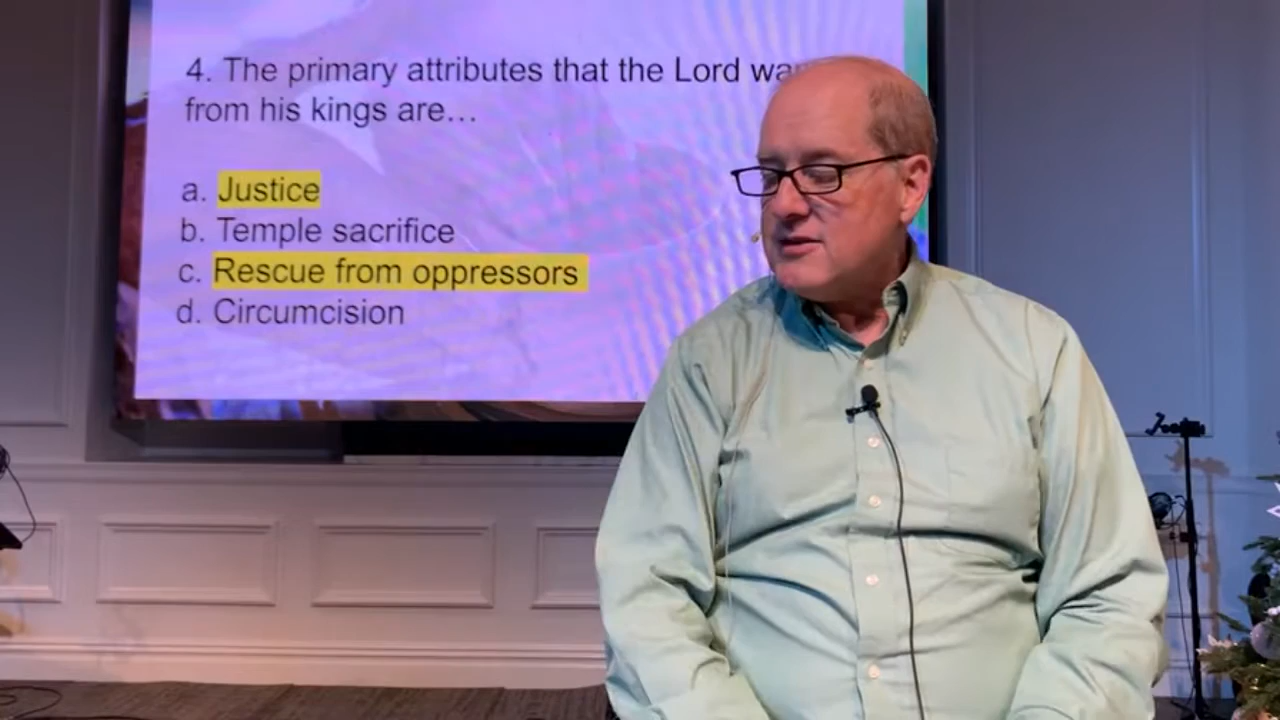 4. The primary attributes that the Lord
from his kings are...
a. Justice
b. Temple sacrifice
c. Rescue from oppressors
d. Circumcision